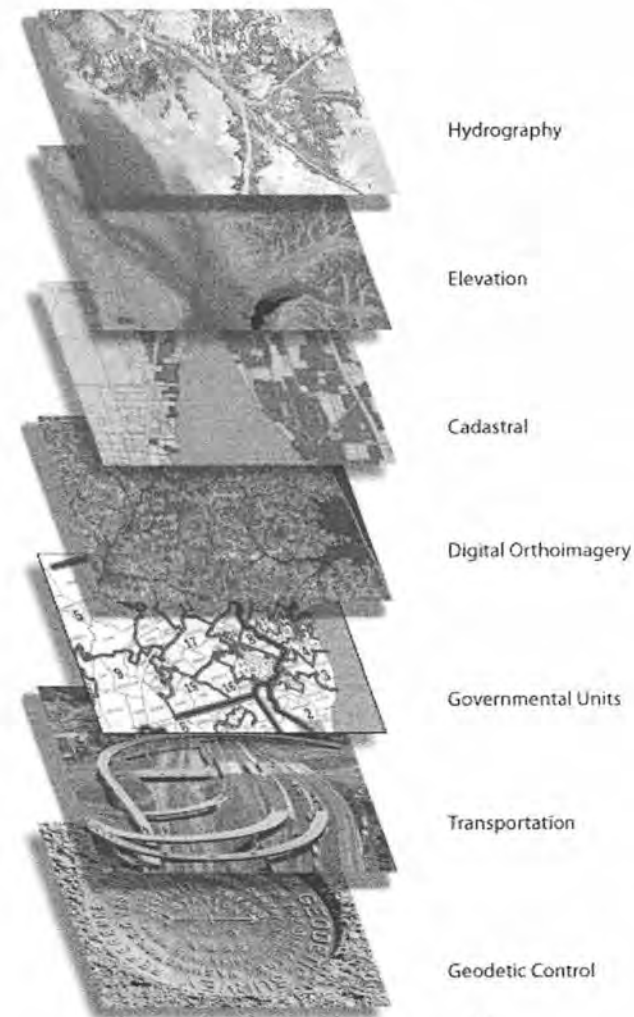 Hydrography
Elevation
Cadastral
Digital Orthoimagery
Governmental Units
Transportation
Geodetic Control